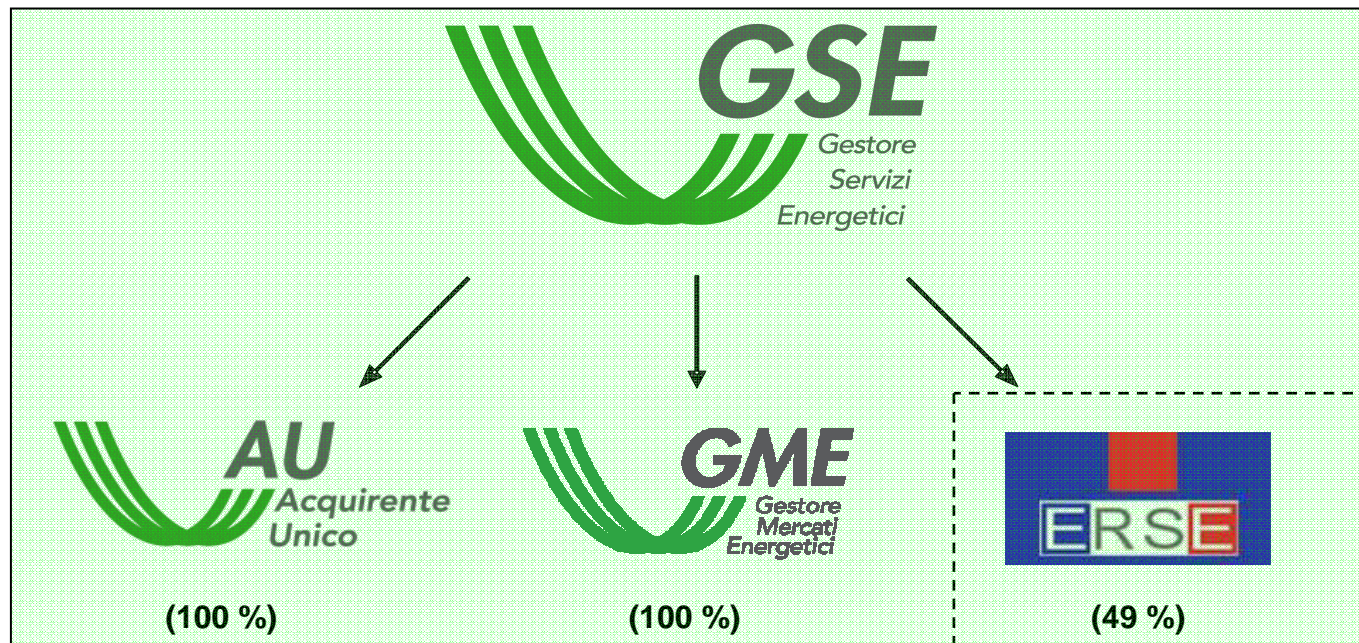 GSE
Gestore
Servizi
Energetici
AU
Acquirente
Unico
(100 %)
GME
Gestore
Mercati
Energetici
(100 %)
ERSE
(49 %)